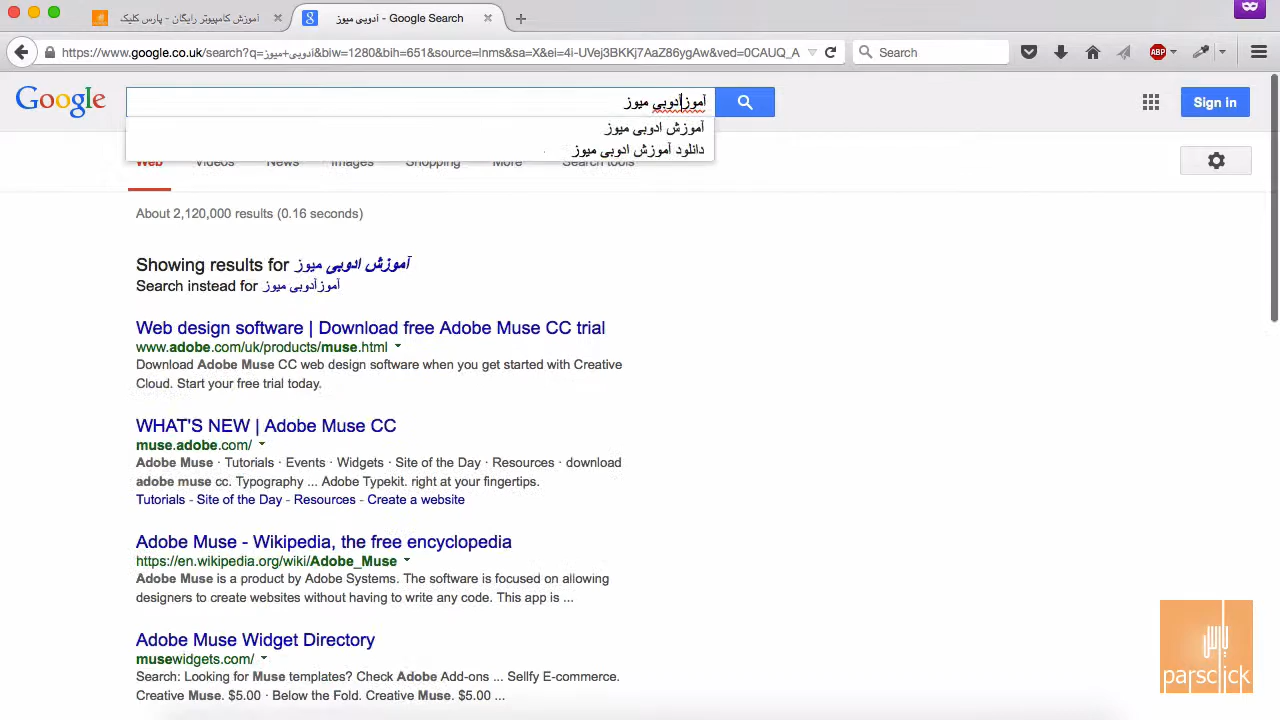 آموزش کامپیوتر رایگان - پارس کلیک
آدوبی میوز - Google Search
https://www.google.co.uk/search?q=ادوبی+میوز&biw=1280&bih=651&source=lnms&sa=X&ei=4i-UVej3BKKj7AaZ86ygAw&ved=0CAUQ_A
Search
ABP
Google
آموزآدوبی میوز
Sign in
آموزش ادوبی میوز
دانلود آموزش ادوبی میوز
Web Videos News Images Shopping More Search tools
About 2,120,000 results (0.16 seconds)
Showing results for آموزش ادوبی میوز
Search instead for آموزآدوبی میوز
Web design software | Download free Adobe Muse CC trial
www.adobe.com/uk/products/muse.html
Download Adobe Muse CC web design software when you get started with Creative
Cloud. Start your free trial today.
WHAT'S NEW | Adobe Muse CC
muse.adobe.com/
Adobe Muse · Tutorials · Events · Widgets · Site of the Day · Resources · download
adobe muse cc. Typography ... Adobe Typekit. right at your fingertips.
Tutorials - Site of the Day - Resources - Create a website
Adobe Muse - Wikipedia, the free encyclopedia
https://en.wikipedia.org/wiki/Adobe_Muse
Adobe Muse is a product by Adobe Systems. The software is focused on allowing
designers to create websites without having to write any code. This app is ...
Adobe Muse Widget Directory
musewidgets.com/
Search: Looking for Muse templates? Check Adobe Add-ons ... Sellfy E-commerce.
Creative Muse. $5.00 · Below the Fold. Creative Muse. $5.00 ...
پارس
parsclick